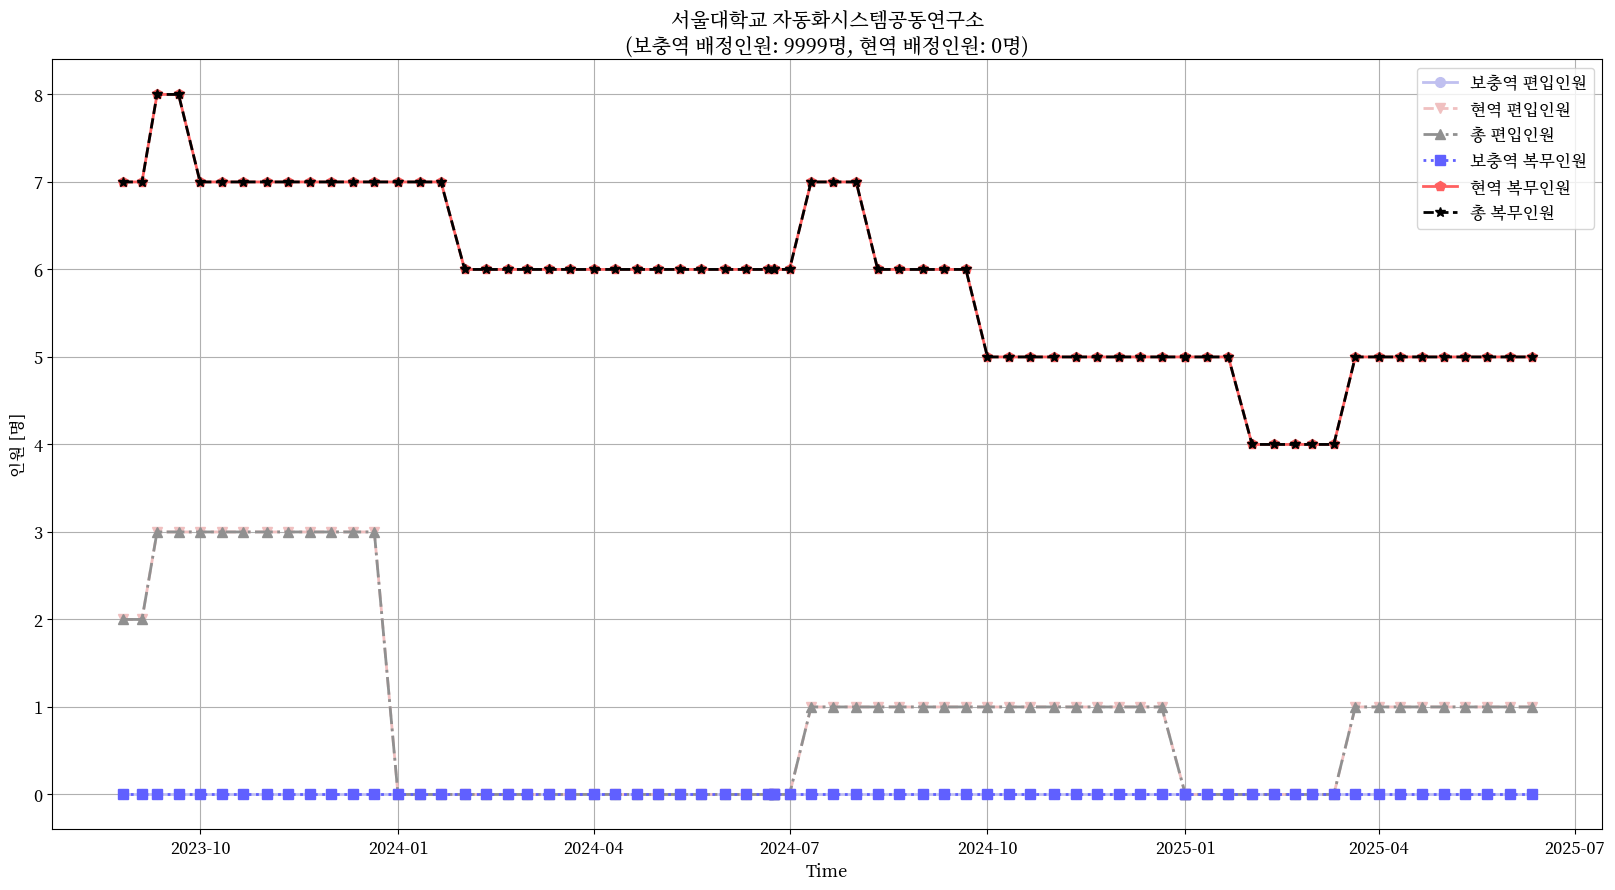 서울대학교 자동화시스템공동연구소
(보충역 배정인원: 9999명, 현역 배정인원: 0명)
보충역 편입인원
현역 편입인원
총 편입인원
보충역 복무인원
현역 복무인원
총 복무인원
인원 [명]
8
7
6
5
4
3
2
1
0
2023-10
2024-01
2024-04
2024-07
2024-10
2025-01
2025-04
2025-07
Time